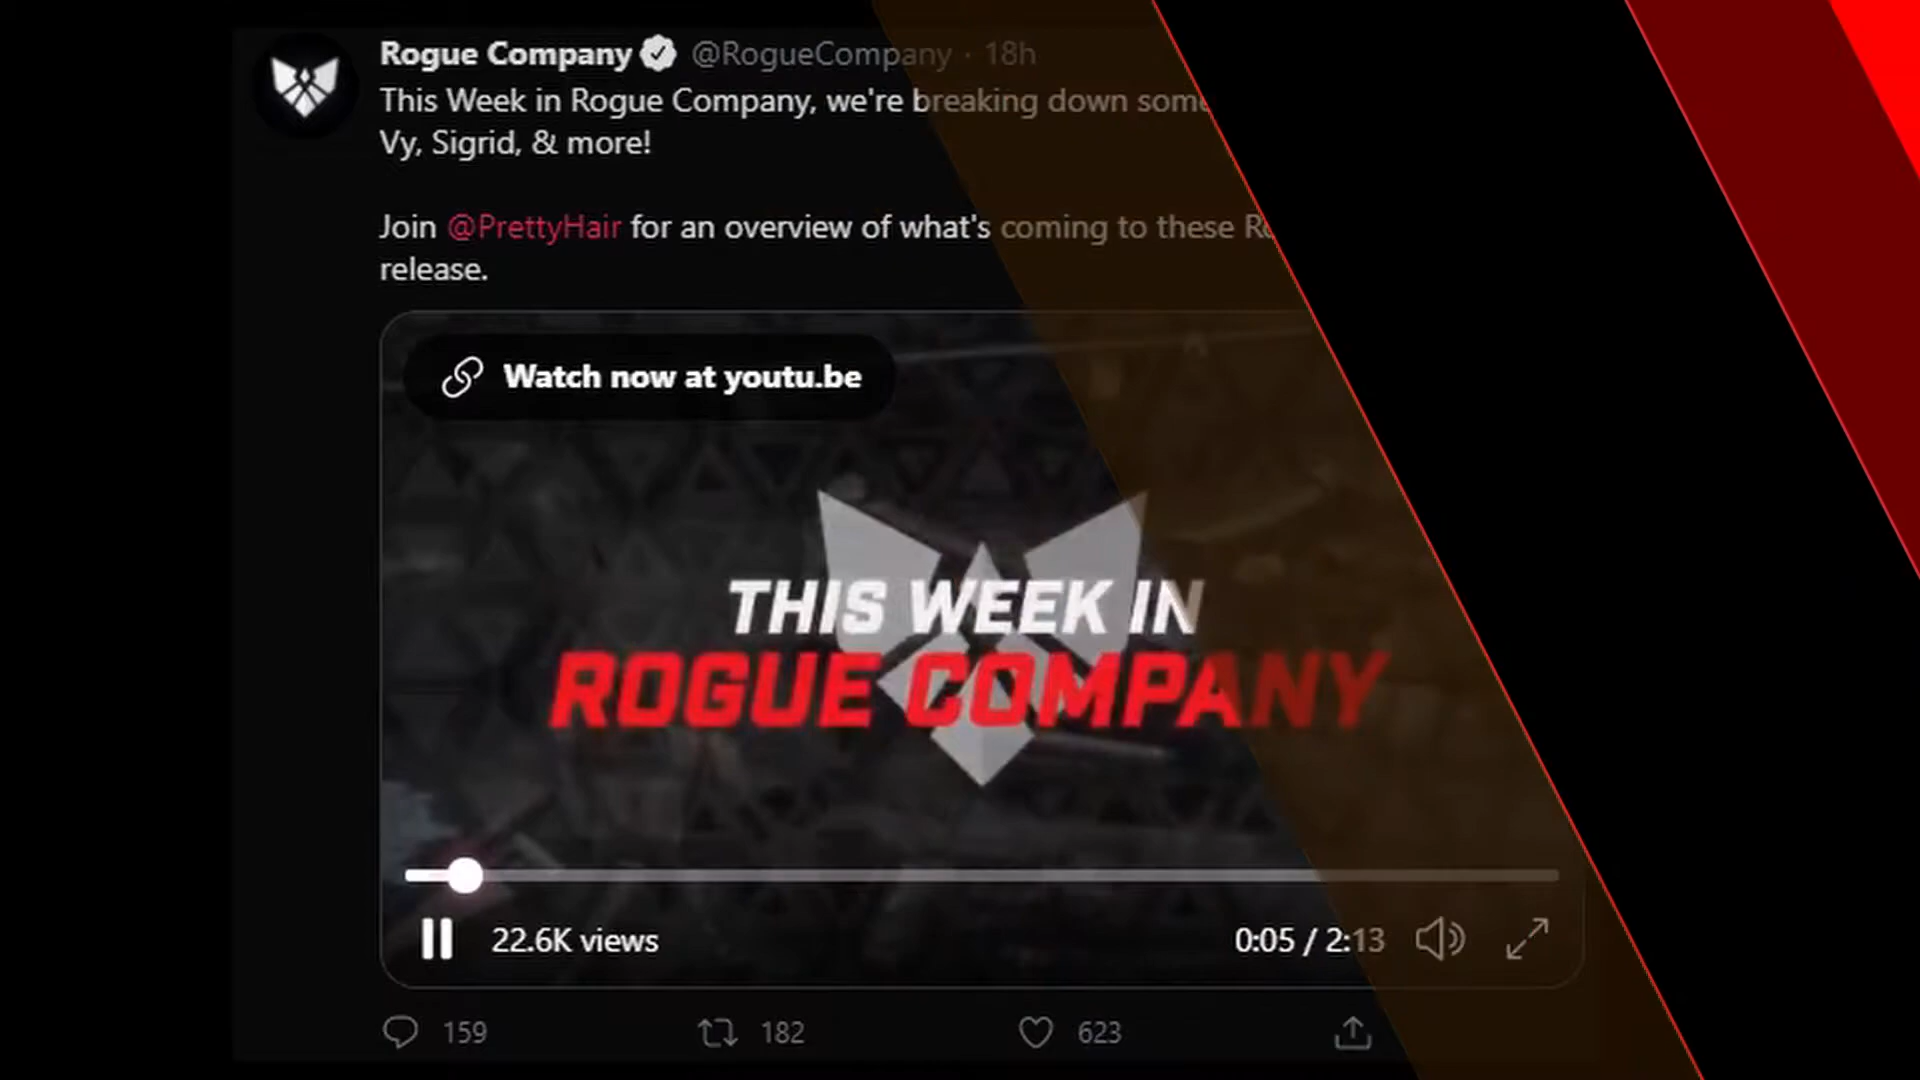 Rogue Company @RogueCompany · 18h
This Week in Rogue Company, we're breaking down some
Vy, Sigrid, & more!
Join @PrettyHair for an overview of what's coming to these
release.
Watch now at youtu.be
THIS WEEK IN
ROGUE COMPANY
22.6K views
0:05 / 2:13
159
182
623